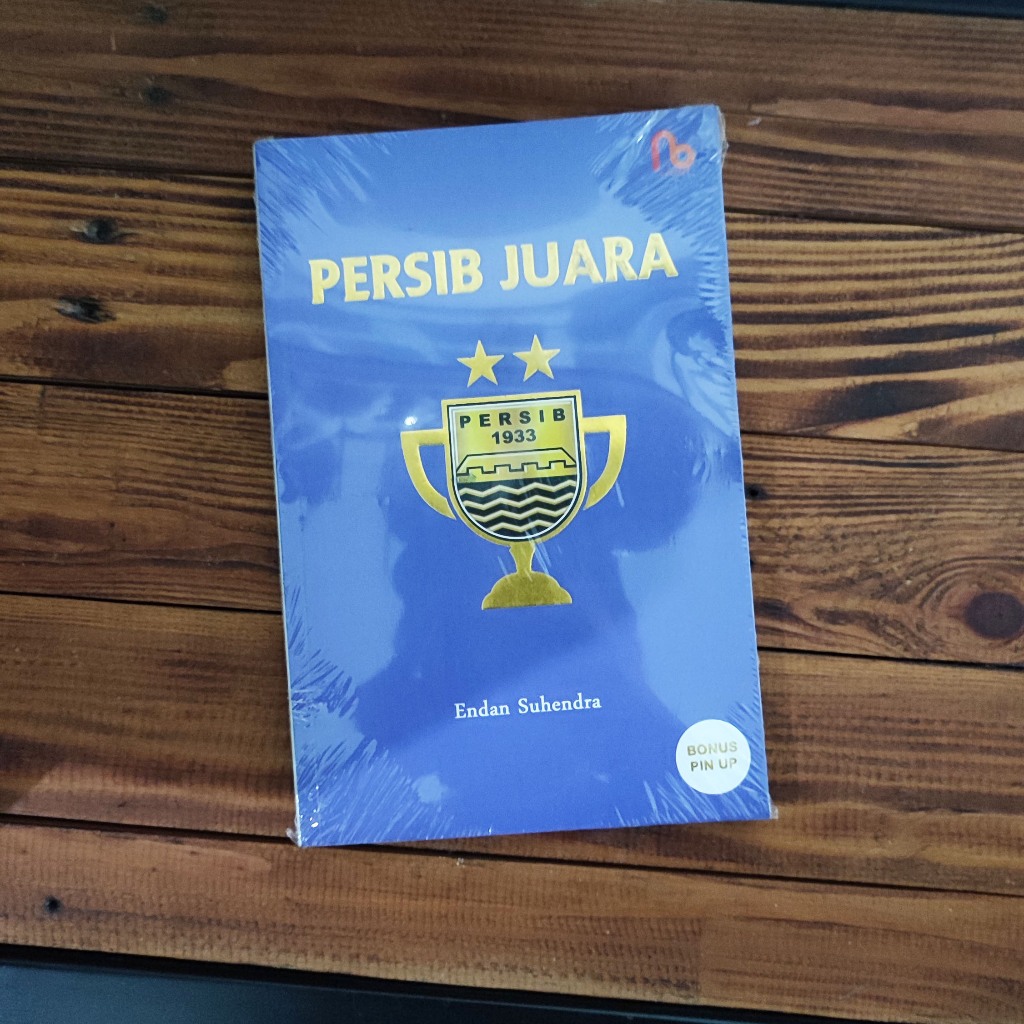 PERSIB JUARA
PERSIB
1933
Endan Suhendra
BONUS
PIN UP